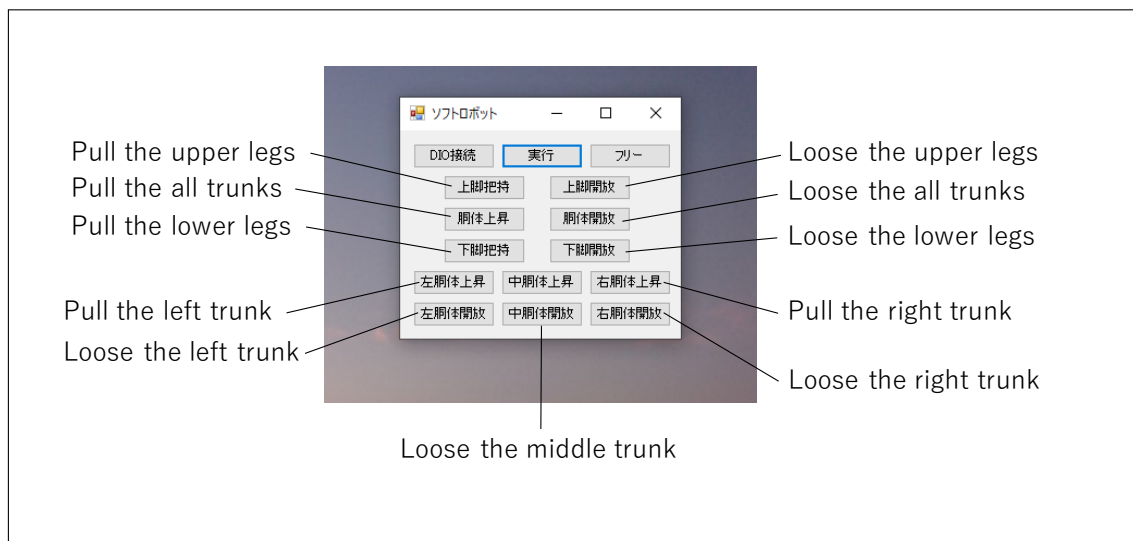 ソフトロボット
DIO接続 実行 フリー
Pull the upper legs 上脚把持 上脚開放 Loose the upper legs
Pull the all trunks 胴体上昇 胴体開放 Loose the all trunks
Pull the lower legs 下脚把持 下脚開放 Loose the lower legs
左胴体上昇 中胴体上昇 右胴体上昇
Pull the left trunk 左胴体開放 中胴体開放 右胴体開放 Pull the right trunk
Loose the left trunk
Loose the right trunk
Loose the middle trunk